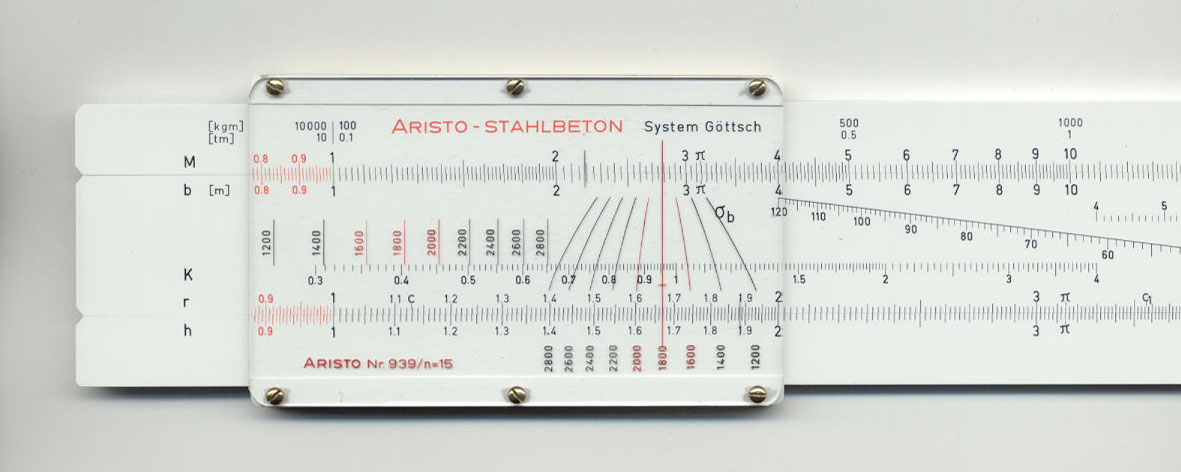 [kgm] 10000 100 ARISTO - STAHLBETON System Göttsch 500 1000
[tm] 10 0.1 0.5 1
M 0.8 0.9 1 2 3 π 4 5 6 7 8 9 10
b [m] 0.8 0.9 1 2 3 π 4 5 6 7 8 9 10
σb 120 110 100 90 80 70 60 4 5
1200 1400 1600 1800 2000 2200 2400 2600 2800
K 0.3 0.4 0.5 0.6 0.7 0.8 0.9 1 1.5 2 3 4
r 0.9 1 1.1 C 1.2 1.3 1.4 1.5 1.6 1.7 1.8 1.9 2 3 π C1
h 0.9 1 1.1 1.2 1.3 1.4 1.5 1.6 1.7 1.8 1.9 2 3 π
ARISTO Nr. 939/n=15 2800 2600 2400 2200 2000 1800 1600 1400 1200